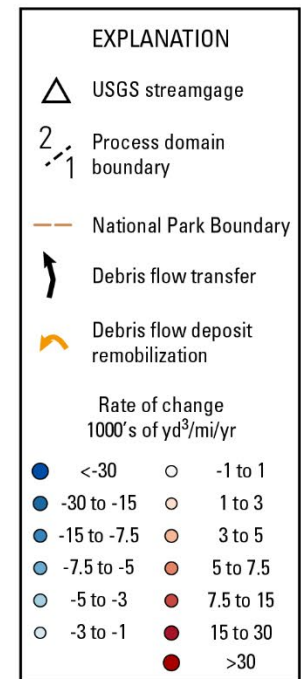 EXPLANATION
USGS streamgage
2
1
Process domain
boundary
National Park Boundary
Debris flow transfer
Debris flow deposit
remobilization
Rate of change
1000's of yd³/mi/yr
<-30
-1 to 1
-30 to -15
1 to 3
-15 to -7.5
3 to 5
-7.5 to -5
5 to 7.5
-5 to -3
7.5 to 15
-3 to -1
15 to 30
>30